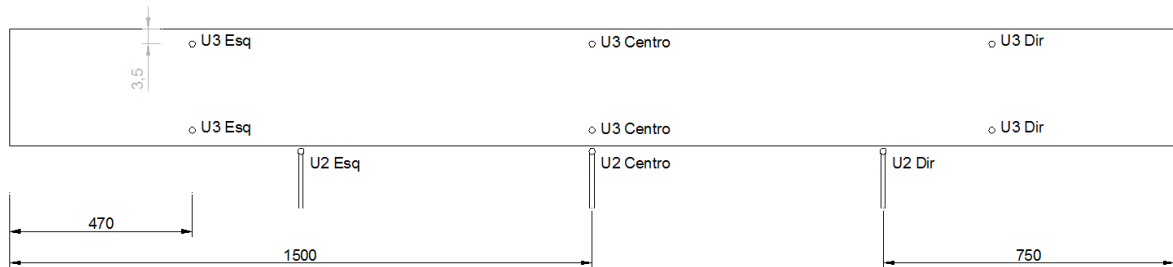 U3 Esq
U3 Centro
U3 Dir
3,5
U3 Esq
U3 Centro
U3 Dir
U2 Esq
U2 Centro
U2 Dir
470
1500
750